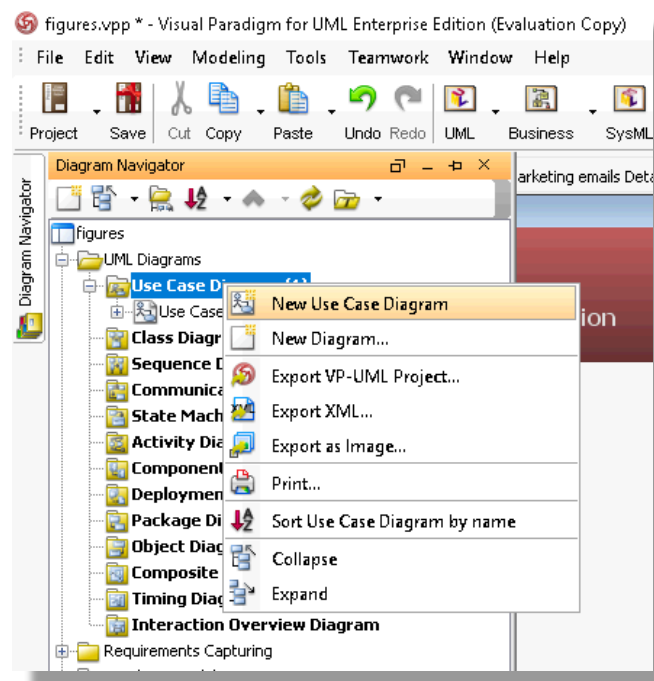 figures.vpp * - Visual Paradigm for UML Enterprise Edition (Evaluation Copy)
File Edit View Modeling Tools Teamwork Window Help
Project Save Cut Copy Paste Undo Redo UML Business SysML
Diagram Navigator
Diagram Navigator
arketing emails Deta
figures
UML Diagrams
Use Case D
Use Case
Class Diagr
Sequence D
Communica
State Mach
Activity Dia
Component
Deploymen
Package Di
Object Diag
Composite
Timing Diag
Interaction Overview Diagram
Requirements Capturing
New Use Case Diagram
New Diagram...
Export VP-UML Project...
Export XML...
Export as Image...
Print...
Sort Use Case Diagram by name
Collapse
Expand
ion